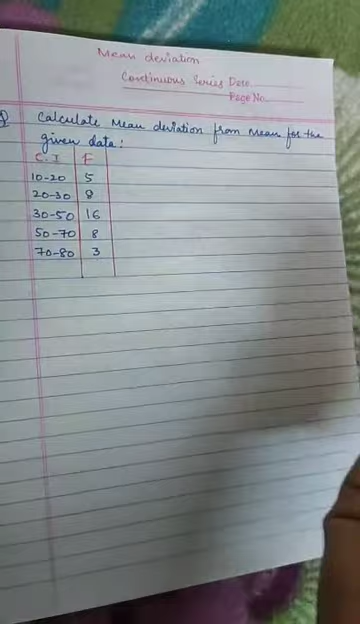 Mean deviation
Continuous Series Date
Page No.
Q) Calculate Mean deviation from Mean for the
given data:
C.I F
10-20 5
20-30 8
30-50 16
50-70 8
70-80 3